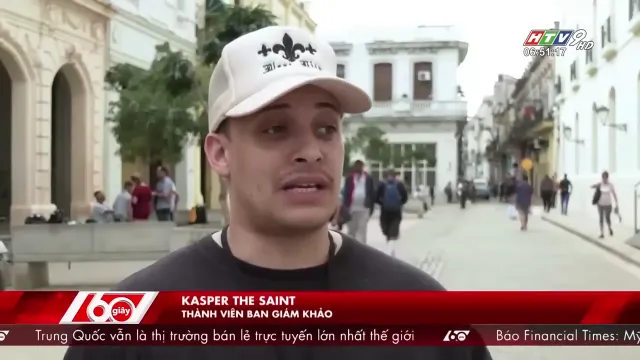 HTV9 HD
06:51:17
60 giây
KASPER THE SAINT
THÀNH VIÊN BAN GIÁM KHẢO
Trung Quốc vẫn là thị trường bán lẻ trực tuyến lớn nhất thế giới
60
Báo Financial Times: Mỹ